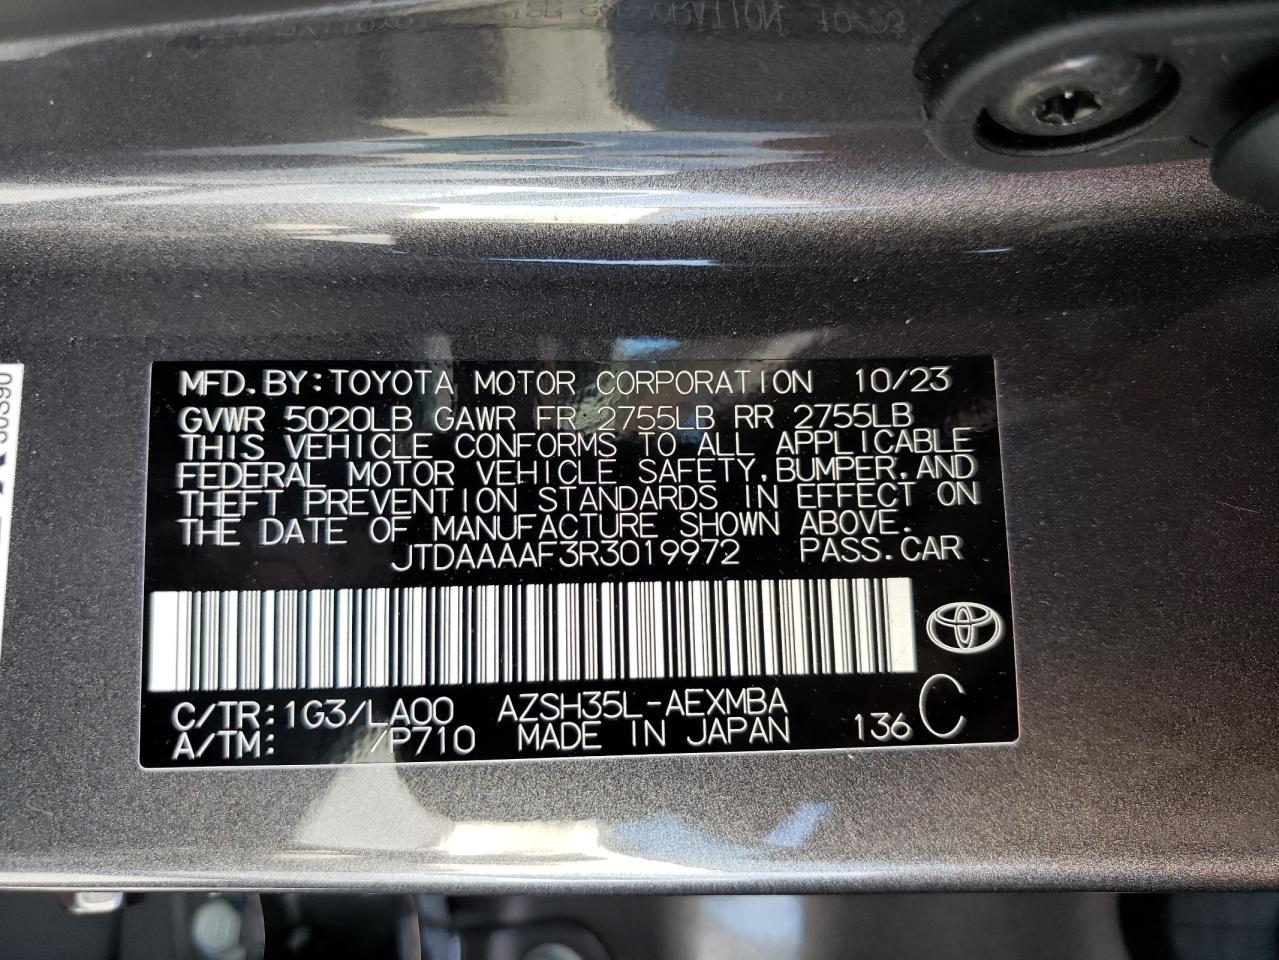 MFD.BY:TOYOTA MOTOR CORPORATION 10/23
GVWR 5020LB GAWR FR 2755LB RR 2755LB
THIS VEHICLE CONFORMS TO ALL APPLICABLE
FEDERAL MOTOR VEHICLE SAFETY,BUMPER,AND
THEFT PREVENTION STANDARDS IN EFFECT ON
THE DATE OF MANUFACTURE SHOWN ABOVE.
JTDAAAAF3R3019972 PASS.CAR
C/TR:1G3/LA00 AZSH35L-AEXMBA
A/TM: /P710 MADE IN JAPAN 136 C